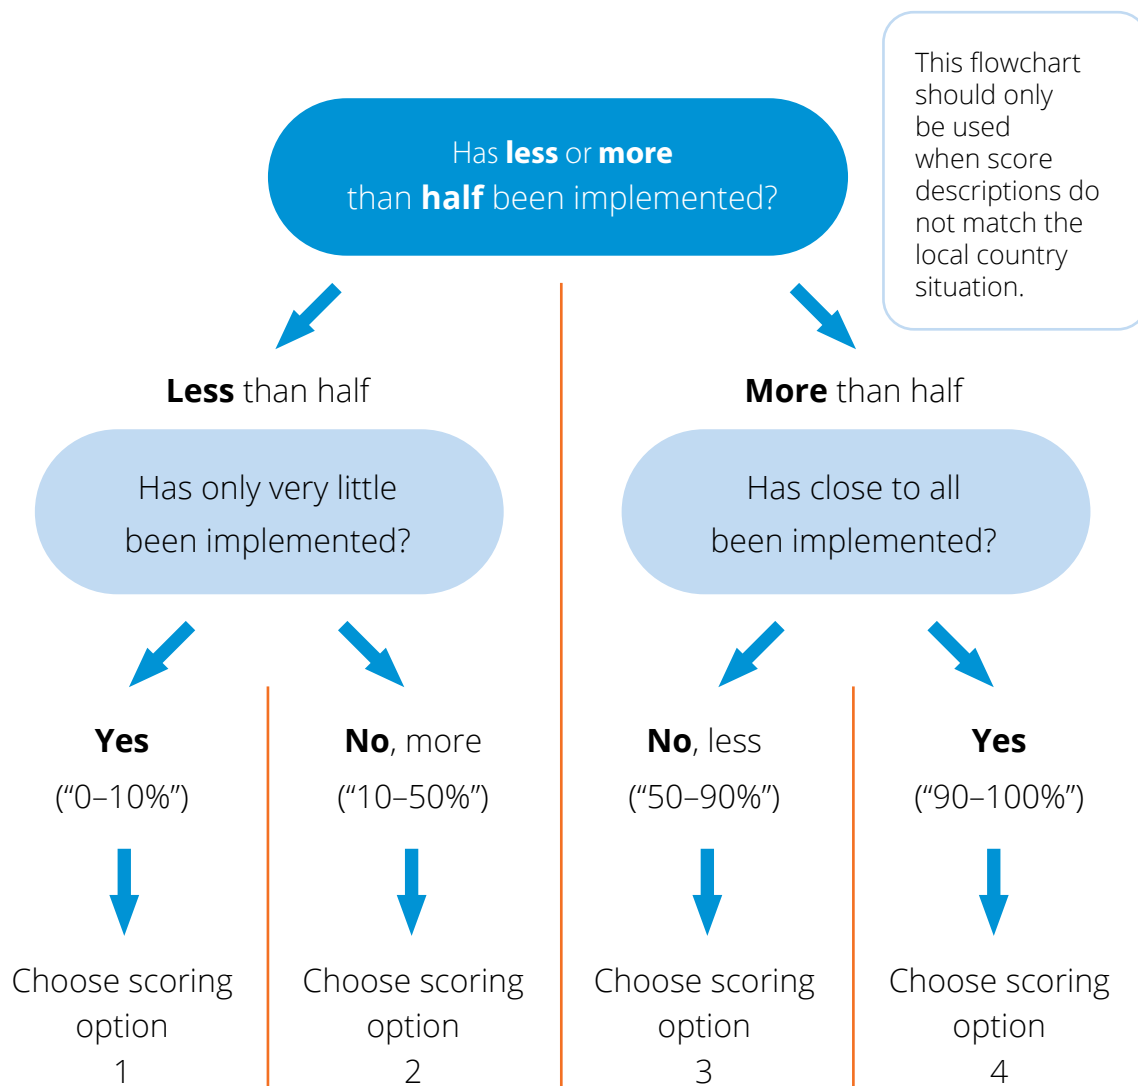 This flowchart
should only
be used
when score
descriptions do
not match the
local country
situation.
Has less or more
than half been implemented?
Less than half
More than half
Has only very little
been implemented?
Has close to all
been implemented?
Yes
(“0–10%”)
No, more
(“10–50%”)
No, less
(“50–90%”)
Yes
(“90–100%”)
Choose scoring
option
1
Choose scoring
option
2
Choose scoring
option
3
Choose scoring
option
4